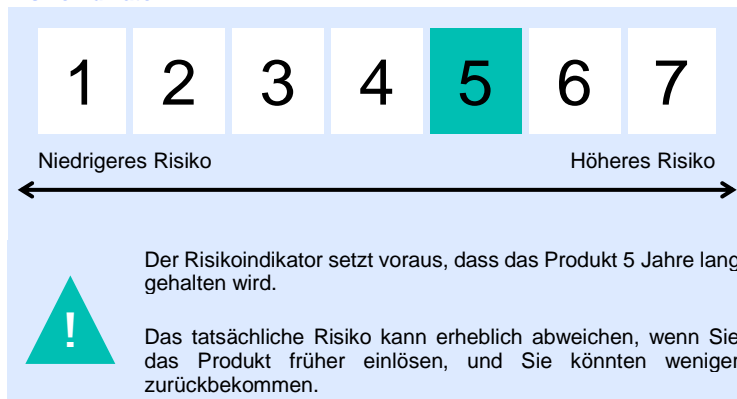 1 2 3 4 5 6 7
Niedrigeres Risiko Höheres Risiko
Der Risikoindikator setzt voraus, dass das Produkt 5 Jahre lang
gehalten wird.
!
Das tatsächliche Risiko kann erheblich abweichen, wenn Sie
das Produkt früher einlösen, und Sie könnten weniger
zurückbekommen.